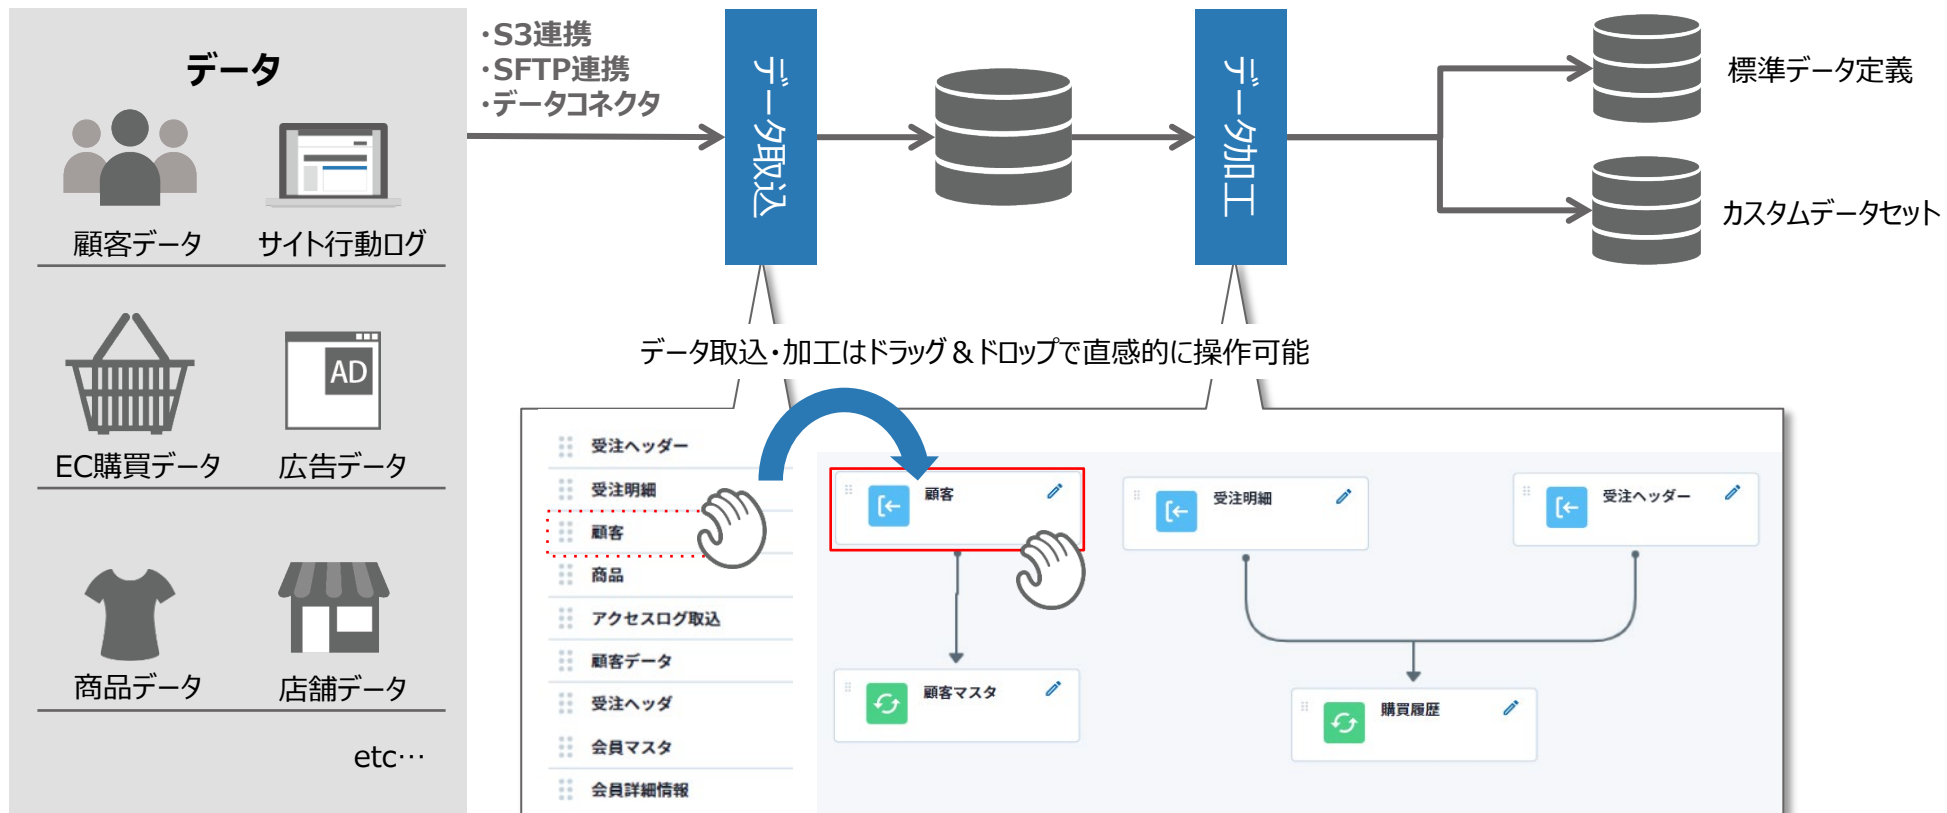 データ
顧客データ
サイト行動ログ
EC購買データ
AD
広告データ
商品データ
店舗データ
etc…
・S3連携
・SFTP連携
・データコネクタ
データ取込
データ加工
標準データ定義
カスタムデータセット
データ取込・加工はドラッグ＆ドロップで直感的に操作可能
受注ヘッダー
受注明細
顧客
商品
アクセスログ取込
顧客データ
受注ヘッダ
会員マスタ
会員詳細情報
顧客
受注明細
受注ヘッダー
顧客マスタ
購買履歴